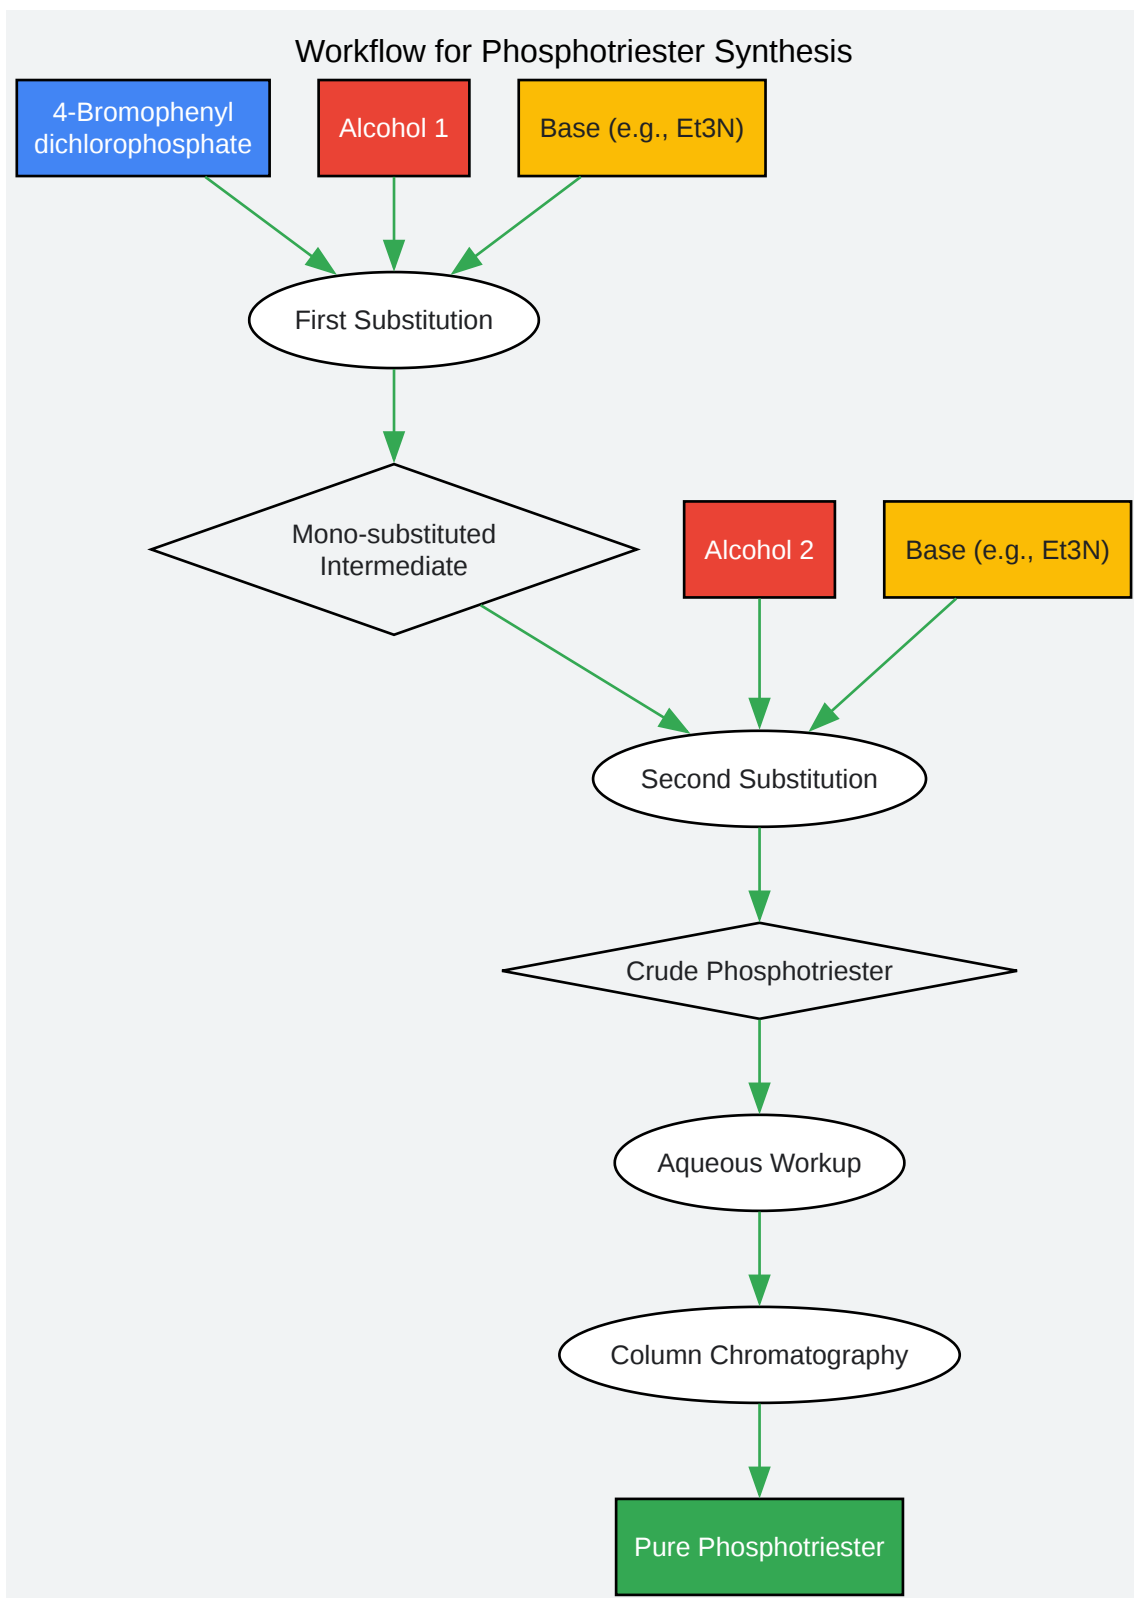 Workflow for Phosphotriester Synthesis
4-Bromophenyl
dichlorophosphate
Alcohol 1
Base (e.g., Et3N)
First Substitution
Mono-substituted
Intermediate
Alcohol 2
Base (e.g., Et3N)
Second Substitution
Crude Phosphotriester
Aqueous Workup
Column Chromatography
Pure Phosphotriester